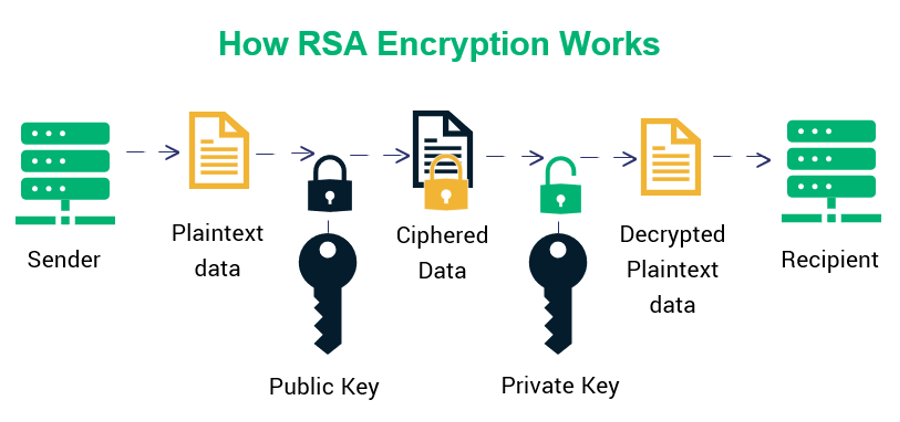 How RSA Encryption Works
Sender
Plaintext
data
Public Key
Ciphered
Data
Private Key
Decrypted
Plaintext
data
Recipient